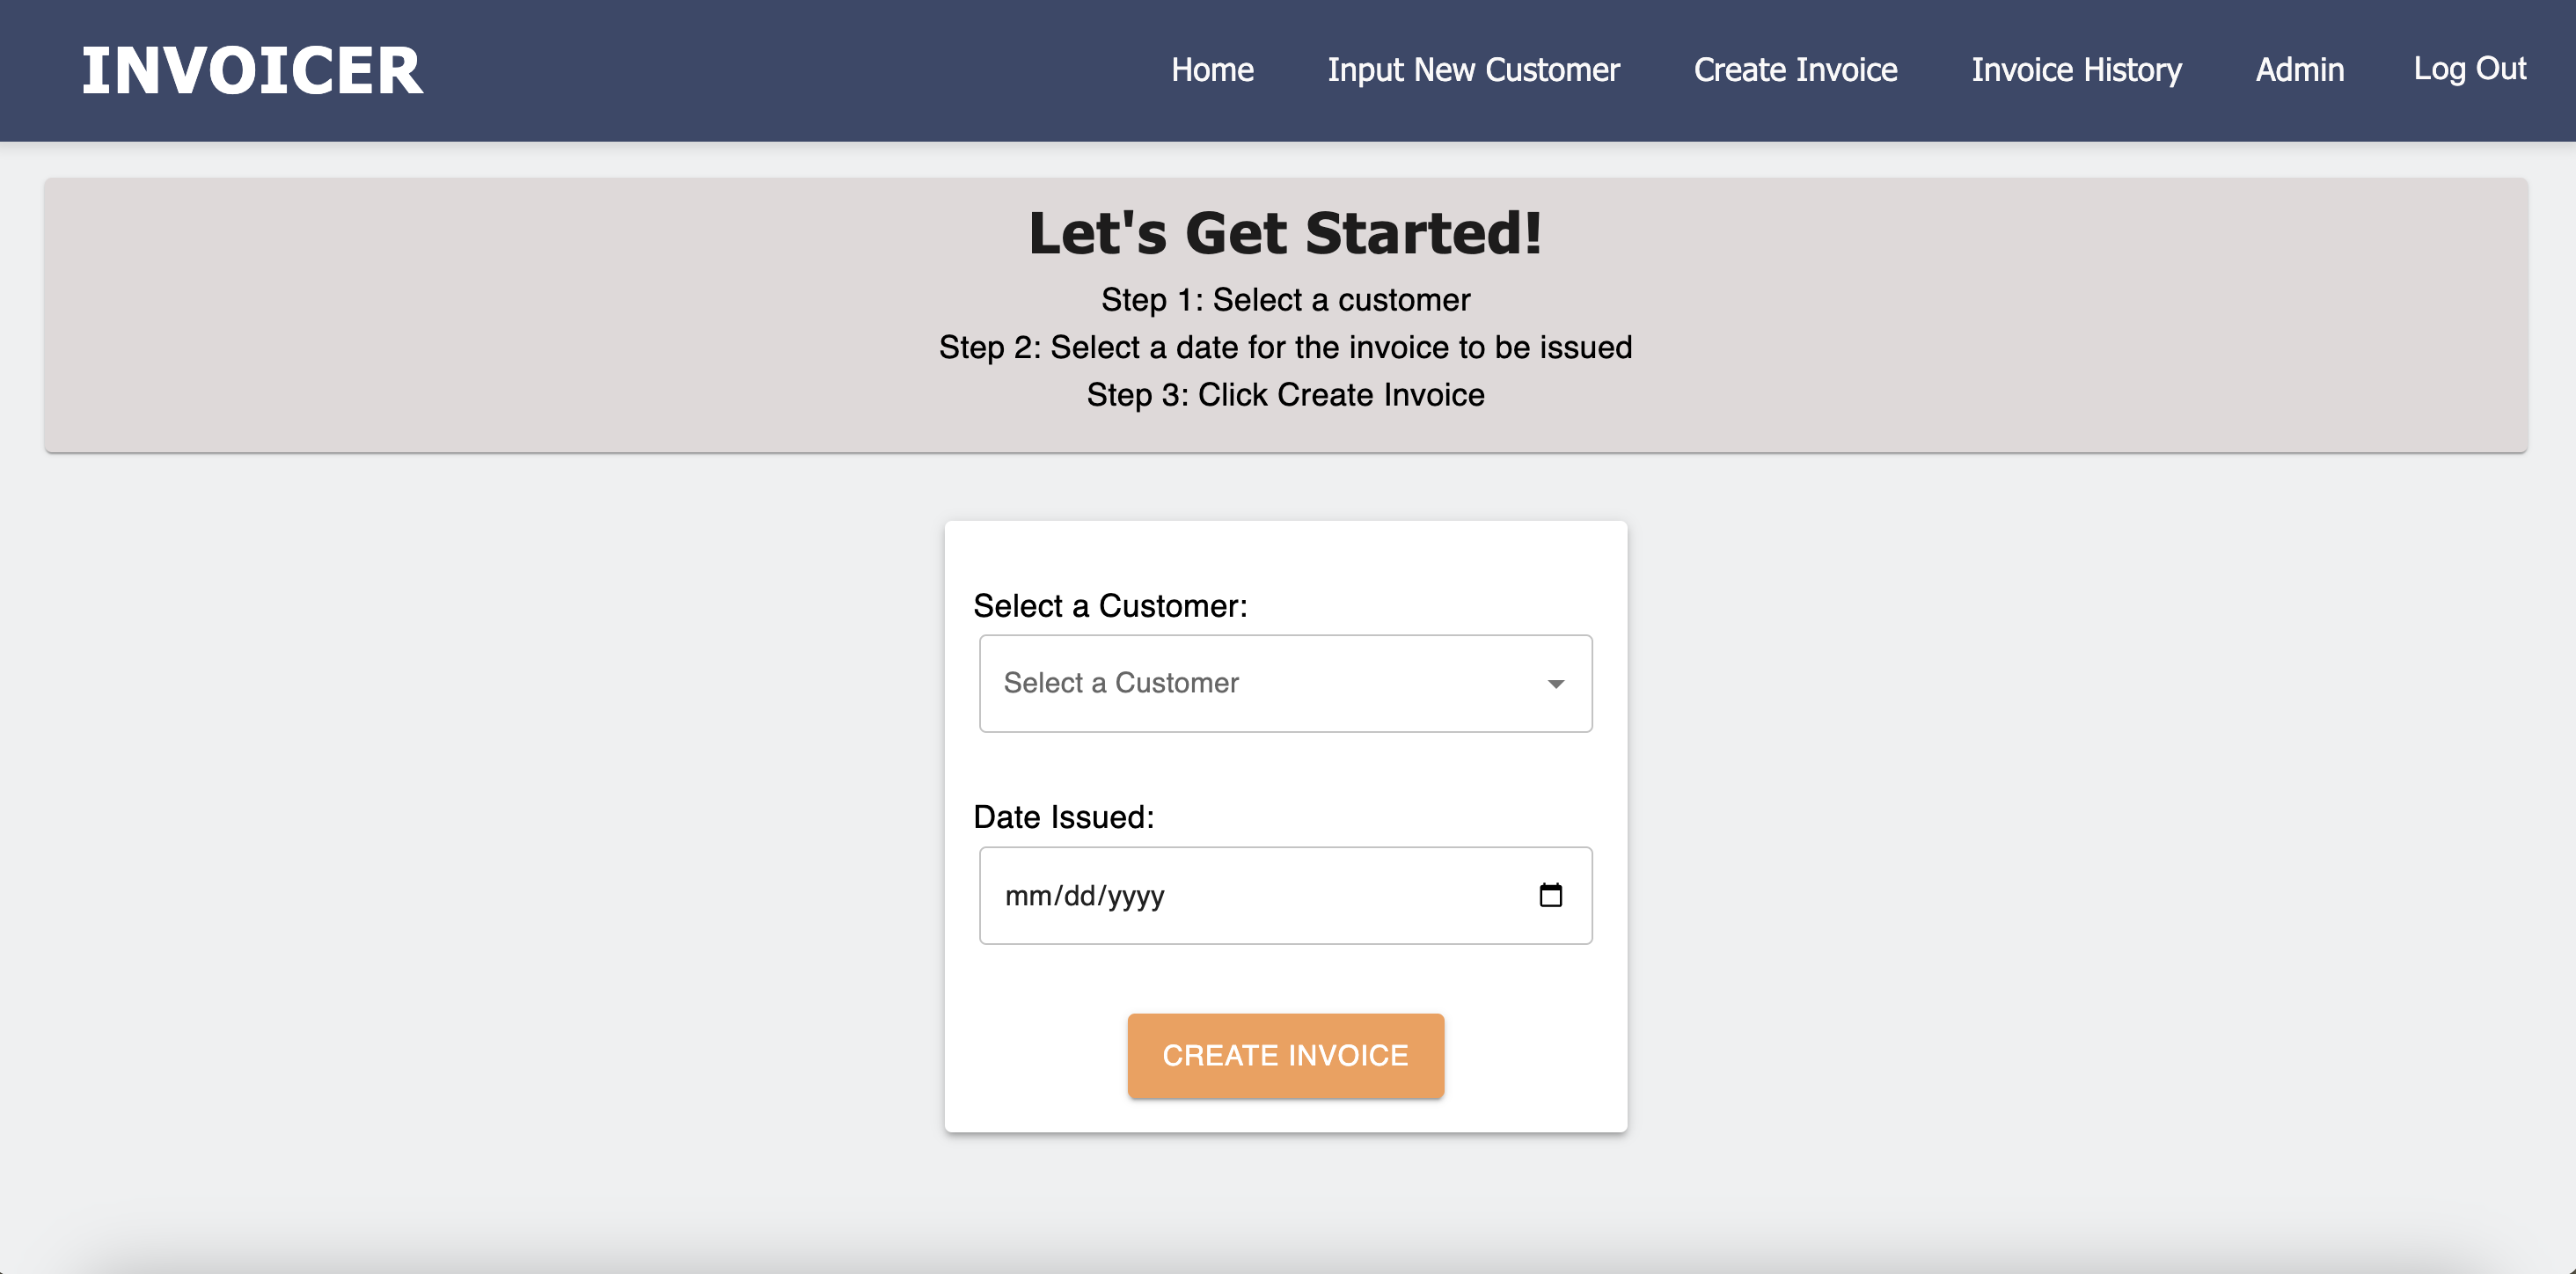 INVOICER
Home Input New Customer Create Invoice Invoice History Admin Log Out
Let's Get Started!
Step 1: Select a customer
Step 2: Select a date for the invoice to be issued
Step 3: Click Create Invoice
Select a Customer:
Select a Customer
Date Issued:
mm/dd/yyyy
CREATE INVOICE